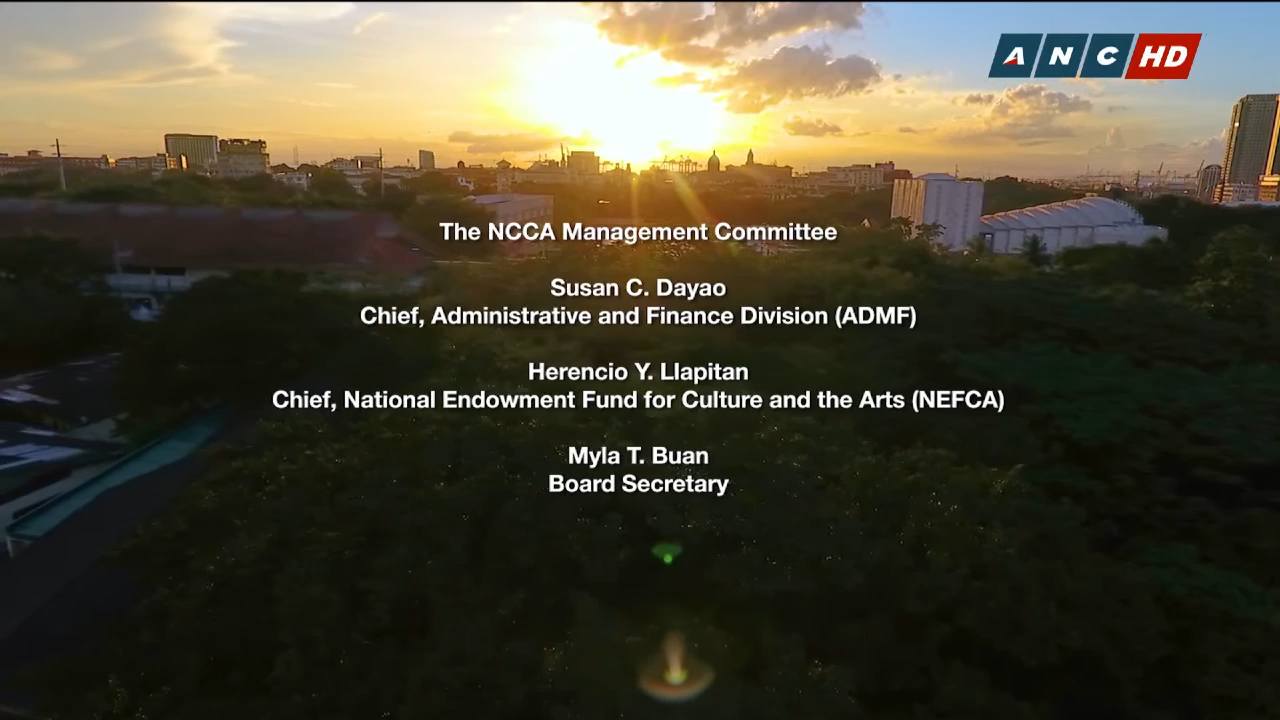 ANC HD
The NCCA Management Committee
Susan C. Dayao
Chief, Administrative and Finance Division (ADMF)
Herencio Y. Llapitan
Chief, National Endowment Fund for Culture and the Arts (NEFCA)
Myla T. Buan
Board Secretary